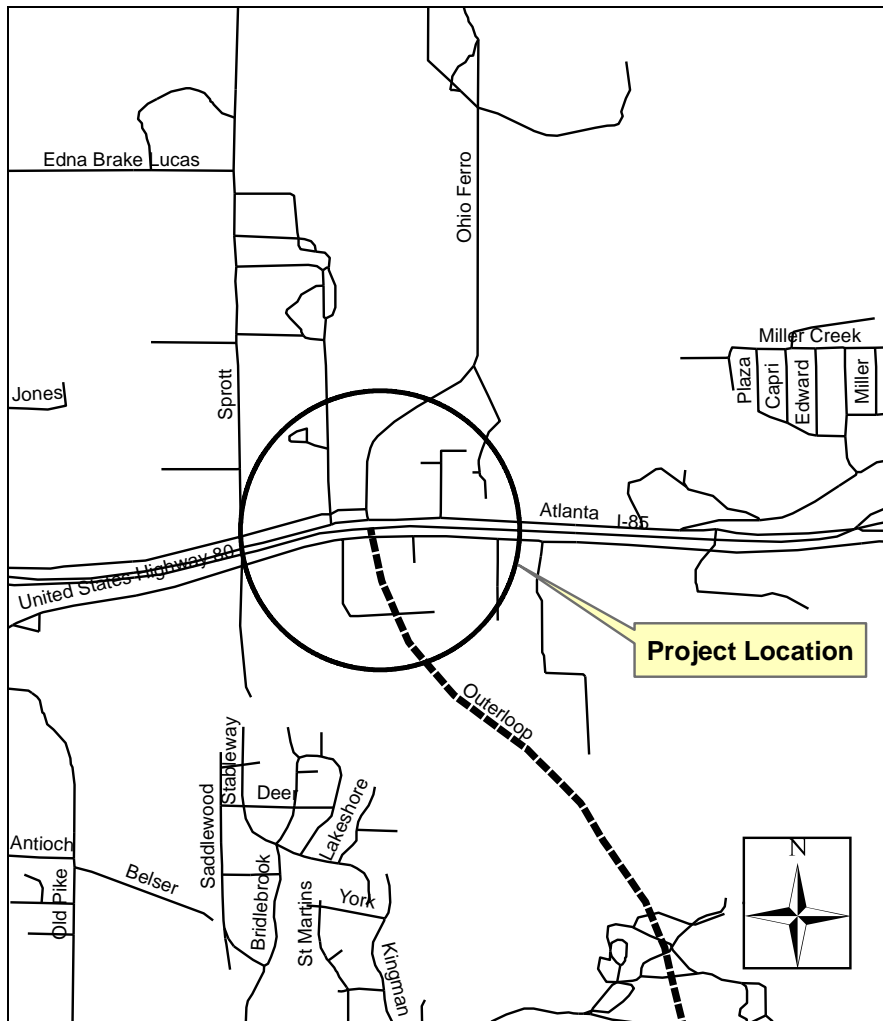 Edna Brake Lucas
Ohio Ferro
Miller Creek
Plaza
Capri
Edward
Miller
Jones
Sprott
Atlanta
I-85
United States Highway 80
Project Location
Outerloop
Stableway
Saddlewood
Deer
Lakeshore
Antioch
Old Pike
Belser
Bridlebrook
St Martins
York
Kingman
N